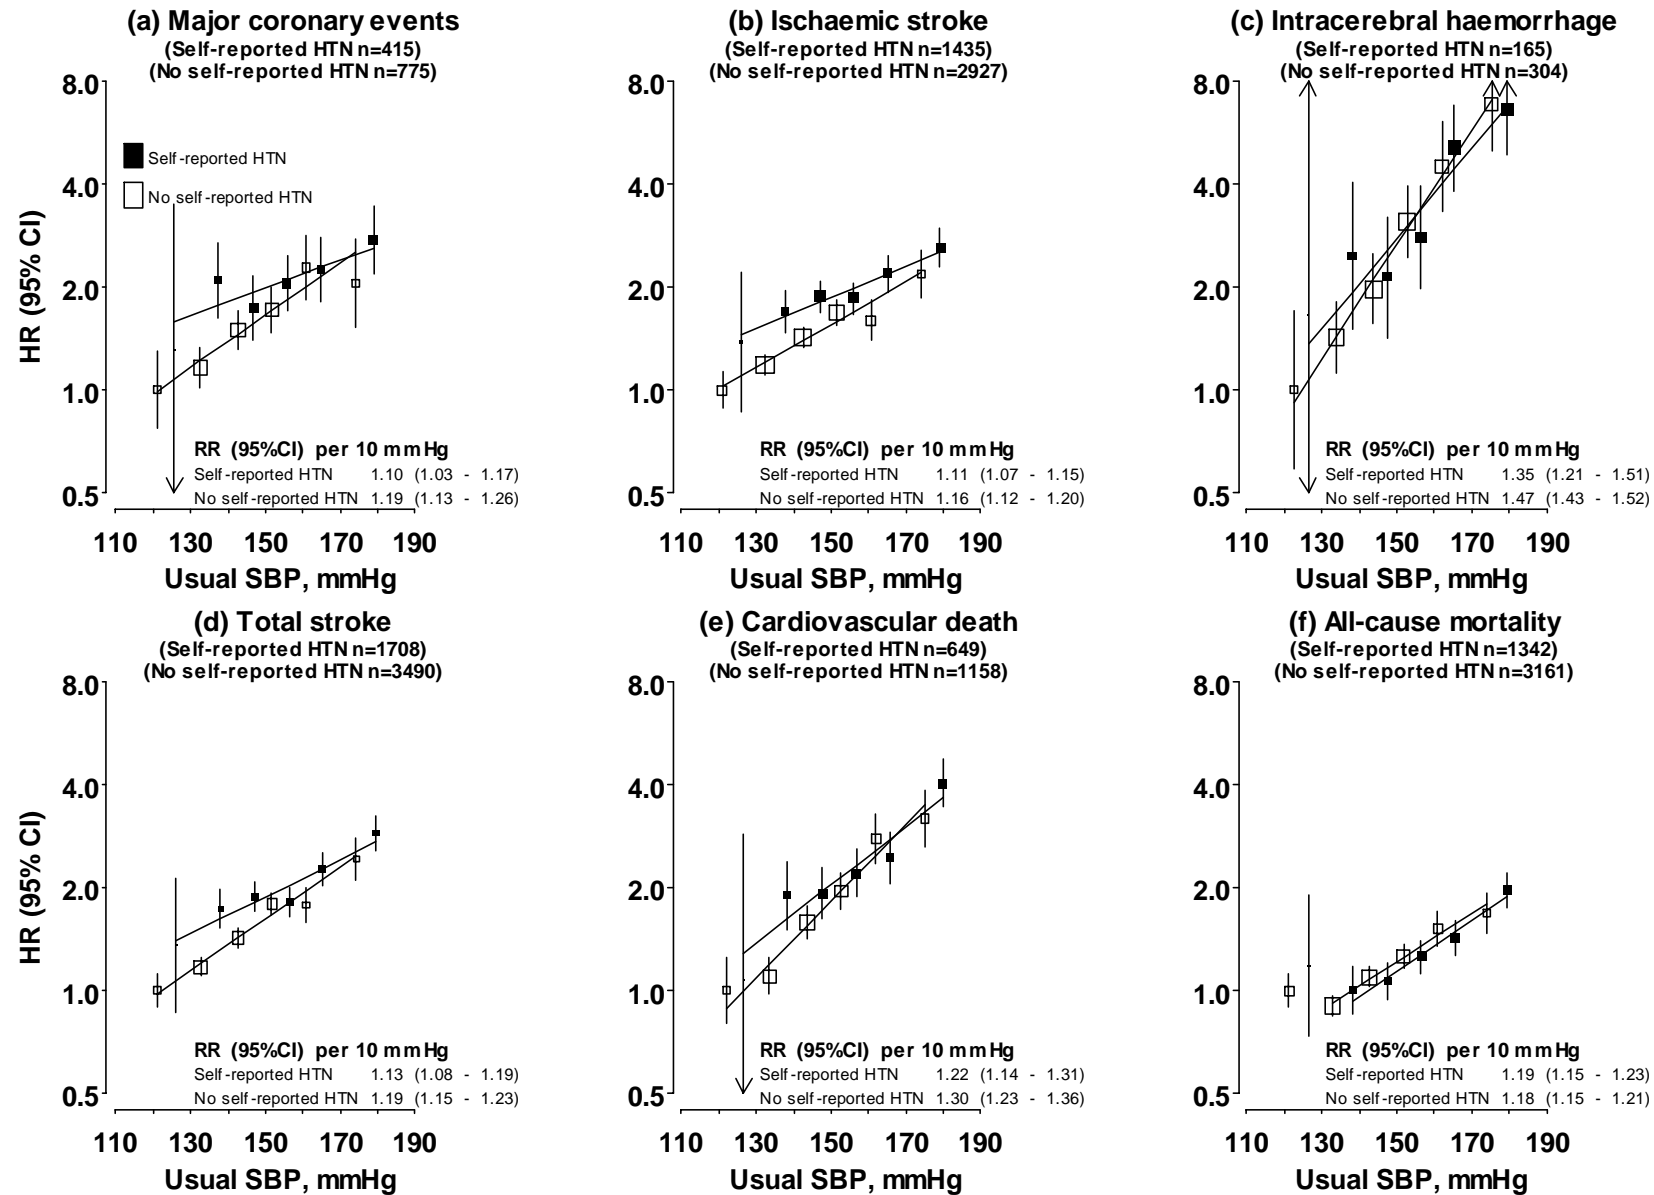 (a) Major coronary events
(Self-reported HTN n=415)
(No self-reported HTN n=775)
8.0
4.0
2.0
1.0
0.5
HR (95% CI)
Self-reported HTN
No self-reported HTN
RR (95%CI) per 10 mmHg
Self-reported HTN 1.10 (1.03 - 1.17)
No self-reported HTN 1.19 (1.13 - 1.26)
110 130 150 170 190
Usual SBP, mmHg
(b) Ischaemic stroke
(Self-reported HTN n=1435)
(No self-reported HTN n=2927)
8.0
4.0
2.0
1.0
0.5
RR (95%CI) per 10 mmHg
Self-reported HTN 1.11 (1.07 - 1.15)
No self-reported HTN 1.16 (1.12 - 1.20)
110 130 150 170 190
Usual SBP, mmHg
(c) Intracerebral haemorrhage
(Self-reported HTN n=165)
(No self-reported HTN n=304)
8.0
4.0
2.0
1.0
0.5
RR (95%CI) per 10 mmHg
Self-reported HTN 1.35 (1.21 - 1.51)
No self-reported HTN 1.47 (1.43 - 1.52)
110 130 150 170 190
Usual SBP, mmHg
(d) Total stroke
(Self-reported HTN n=1708)
(No self-reported HTN n=3490)
8.0
4.0
2.0
1.0
0.5
HR (95% CI)
RR (95%CI) per 10 mmHg
Self-reported HTN 1.13 (1.08 - 1.19)
No self-reported HTN 1.19 (1.15 - 1.23)
110 130 150 170 190
Usual SBP, mmHg
(e) Cardiovascular death
(Self-reported HTN n=649)
(No self-reported HTN n=1158)
8.0
4.0
2.0
1.0
0.5
RR (95%CI) per 10 mmHg
Self-reported HTN 1.22 (1.14 - 1.31)
No self-reported HTN 1.30 (1.23 - 1.36)
110 130 150 170 190
Usual SBP, mmHg
(f) All-cause mortality
(Self-reported HTN n=1342)
(No self-reported HTN n=3161)
8.0
4.0
2.0
1.0
0.5
RR (95%CI) per 10 mmHg
Self-reported HTN 1.19 (1.15 - 1.23)
No self-reported HTN 1.18 (1.15 - 1.21)
110 130 150 170 190
Usual SBP, mmHg